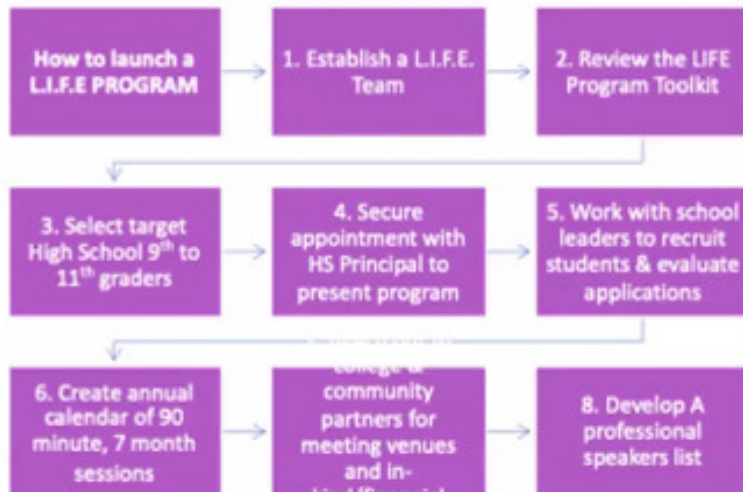 How to launch a
L.I.F.E PROGRAM
1. Establish a L.I.F.E.
Team
2. Review the LIFE
Program Toolkit
3. Select target
High School 9th to
11th graders
4. Secure
appointment with
HS Principal to
present program
5. Work with school
leaders to recruit
students & evaluate
applications
6. Create annual
calendar of 90
minute, 7 month
sessions
college &
community
partners for
meeting venues
and in-
8. Develop A
professional
speakers list